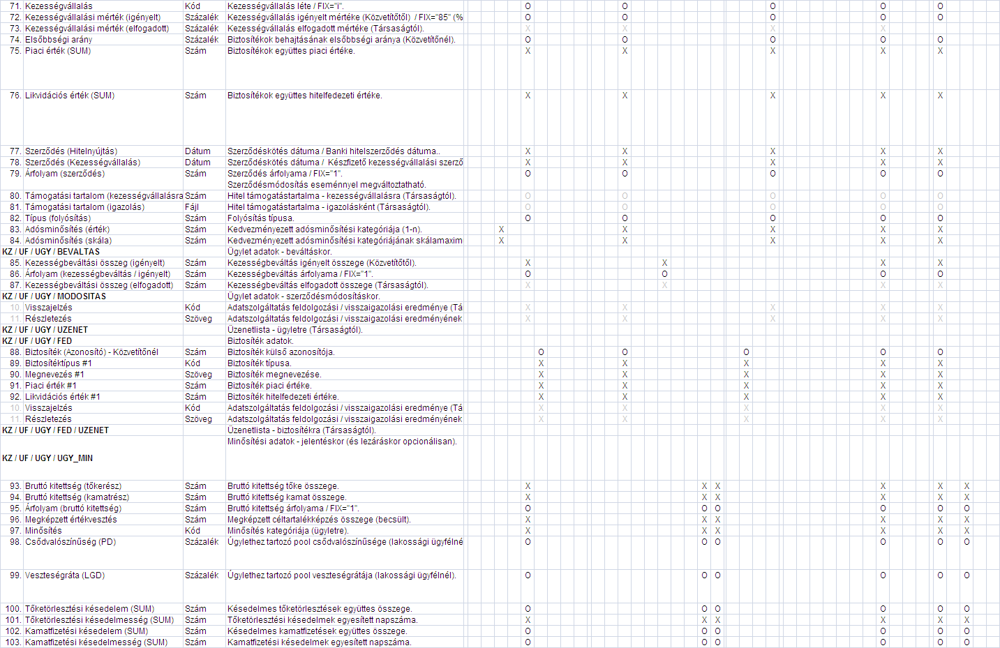 71. Kezességvállalás Kód Kezességvállalás léte / FIX="i". O O O O O
72. Kezességvállalási mérték (igényelt) Százalék Kezességvállalás igényelt mértéke (Közvetítőtől) / FIX="85" (% O O O O O
73. Kezességvállalási mérték (elfogadott) Százalék Kezességvállalás elfogadott mértéke (Társaságtól). X X X X
74. Elsőbbségi arány Százalék Biztosítékok behajtásának elsőbbségi aránya (Közvetítőnél). O O O O O
75. Piaci érték (SUM) Szám Biztosítékok együttes piaci értéke. X X X X X
76. Likvidációs érték (SUM) Szám Biztosítékok együttes hitelfedezeti értéke. X X X X X
77. Szerződés (Hitelnyújtás) Dátum Szerződéskötés dátuma / Banki hitelszerződés dátuma.. X X X X X
78. Szerződés (Kezességvállalás) Dátum Szerződéskötés dátuma / Készfizető kezességvállalási szerző X X X X X
79. Árfolyam (szerződés) Szám Szerződés árfolyama / FIX="1". O O O O O
Szerződésmódosítás eseménnyel megváltoztatható.
80. Támogatási tartalom (kezességvállalásra Szám Hitel támogatástartalma - kezességvállalásra (Társaságtól). O O O O O
81. Támogatási tartalom (igazolás) Fájl Hitel támogatástartalma - igazolásként (Társaságtól). O O O O O
82. Típus (folyósítás) Szám Folyósítás típusa. O O O O O
83. Adósminősítés (érték) Szám Kedvezményezett adósminősítési kategóriája (1-n). X X X X X
84. Adósminősítés (skála) Szám Kedvezményezett adósminősítési kategóriájának skálamaxim X X X X X
KZ / UF / UGY / BEVALTAS Ügylet adatok - beváltáskor.
85. Kezességbeváltási összeg (igényelt) Szám Kezességbeváltás igényelt összege (Közvetítőtől). X X X X
86. Árfolyam (kezességbeváltás / igényelt) Szám Kezességbeváltás árfolyama / FIX="1". O O O O
87. Kezességbeváltási összeg (elfogadott) Szám Kezességbeváltás elfogadott összege (Társaságtól). X X X X
KZ / UF / UGY / MODOSITAS Ügylet adatok - szerződésmódosításkor.
10. Visszajelzés Kód Adatszolgáltatás feldolgozási / visszaigazolási eredménye (Tá X X X X X
11. Részletezés Szöveg Adatszolgáltatás feldolgozási / visszaigazolási eredményének X X X X X
KZ / UF / UGY / UZENET Üzenetlista - ügyletre (Társaságtól).
KZ / UF / UGY / FED Biztosíték adatok.
88. Biztosíték (Azonosító) - Közvetítőnél Szám Biztosíték külső azonosítója. O O O O O
89. Biztosítéktípus #1 Kód Biztosíték típusa. X X X X X
90. Megnevezés #1 Szöveg Biztosíték megnevezése. X X X X X
91. Piaci érték #1 Szám Biztosíték piaci értéke. X X X X X
92. Likvidációs érték #1 Szám Biztosíték hitelfedezeti értéke. X X X X X
10. Visszajelzés Kód Adatszolgáltatás feldolgozási / visszaigazolási eredménye (Tá X X X X X
11. Részletezés Szöveg Adatszolgáltatás feldolgozási / visszaigazolási eredményének X X X X X
KZ / UF / UGY / FED / UZENET Üzenetlista - biztosítékra (Társaságtól).
Minősítési adatok - jelentéskor (és lezáráskor opcionálisan).
KZ / UF / UGY / UGY_MIN
93. Bruttó kitettség (tőkerész) Szám Bruttó kitettség tőke összege. X X X X X X
94. Bruttó kitettség (kamatrész) Szám Bruttó kitettség kamat összege. X X X X X X
95. Árfolyam (bruttó kitettség) Szám Bruttó kitettség árfolyama / FIX="1". O O O O O O
96. Megképzett értékvesztés Szám Megképzett céltartalékképzés összege (becsült). X X X X X X
97. Minősítés Kód Minősítés kategóriája (ügyletre). X X X X X X
98. Csődvalószínűség (PD) Százalék Ügylethez tartozó pool csődvalószínűsége (lakossági ügyfélné O O O O O O
99. Veszteségráta (LGD) Százalék Ügylethez tartozó pool veszteségrátája (lakossági ügyfélnél). O O O O O O
100. Tőketörlesztési késedelem (SUM) Szám Késedelmes tőketörlesztések együttes összege. O O O O O O
101. Tőketörlesztési késedelmesség (SUM) Szám Tőketörlesztési késedelmek egyesített napszáma. X X X X X X
102. Kamatfizetési késedelem (SUM) Szám Késedelmes kamatfizetések együttes összege. O O O O O O
103. Kamatfizetési késedelmesség (SUM) Szám Kamatfizetési késedelmek egyesített napszáma. O O O O O O